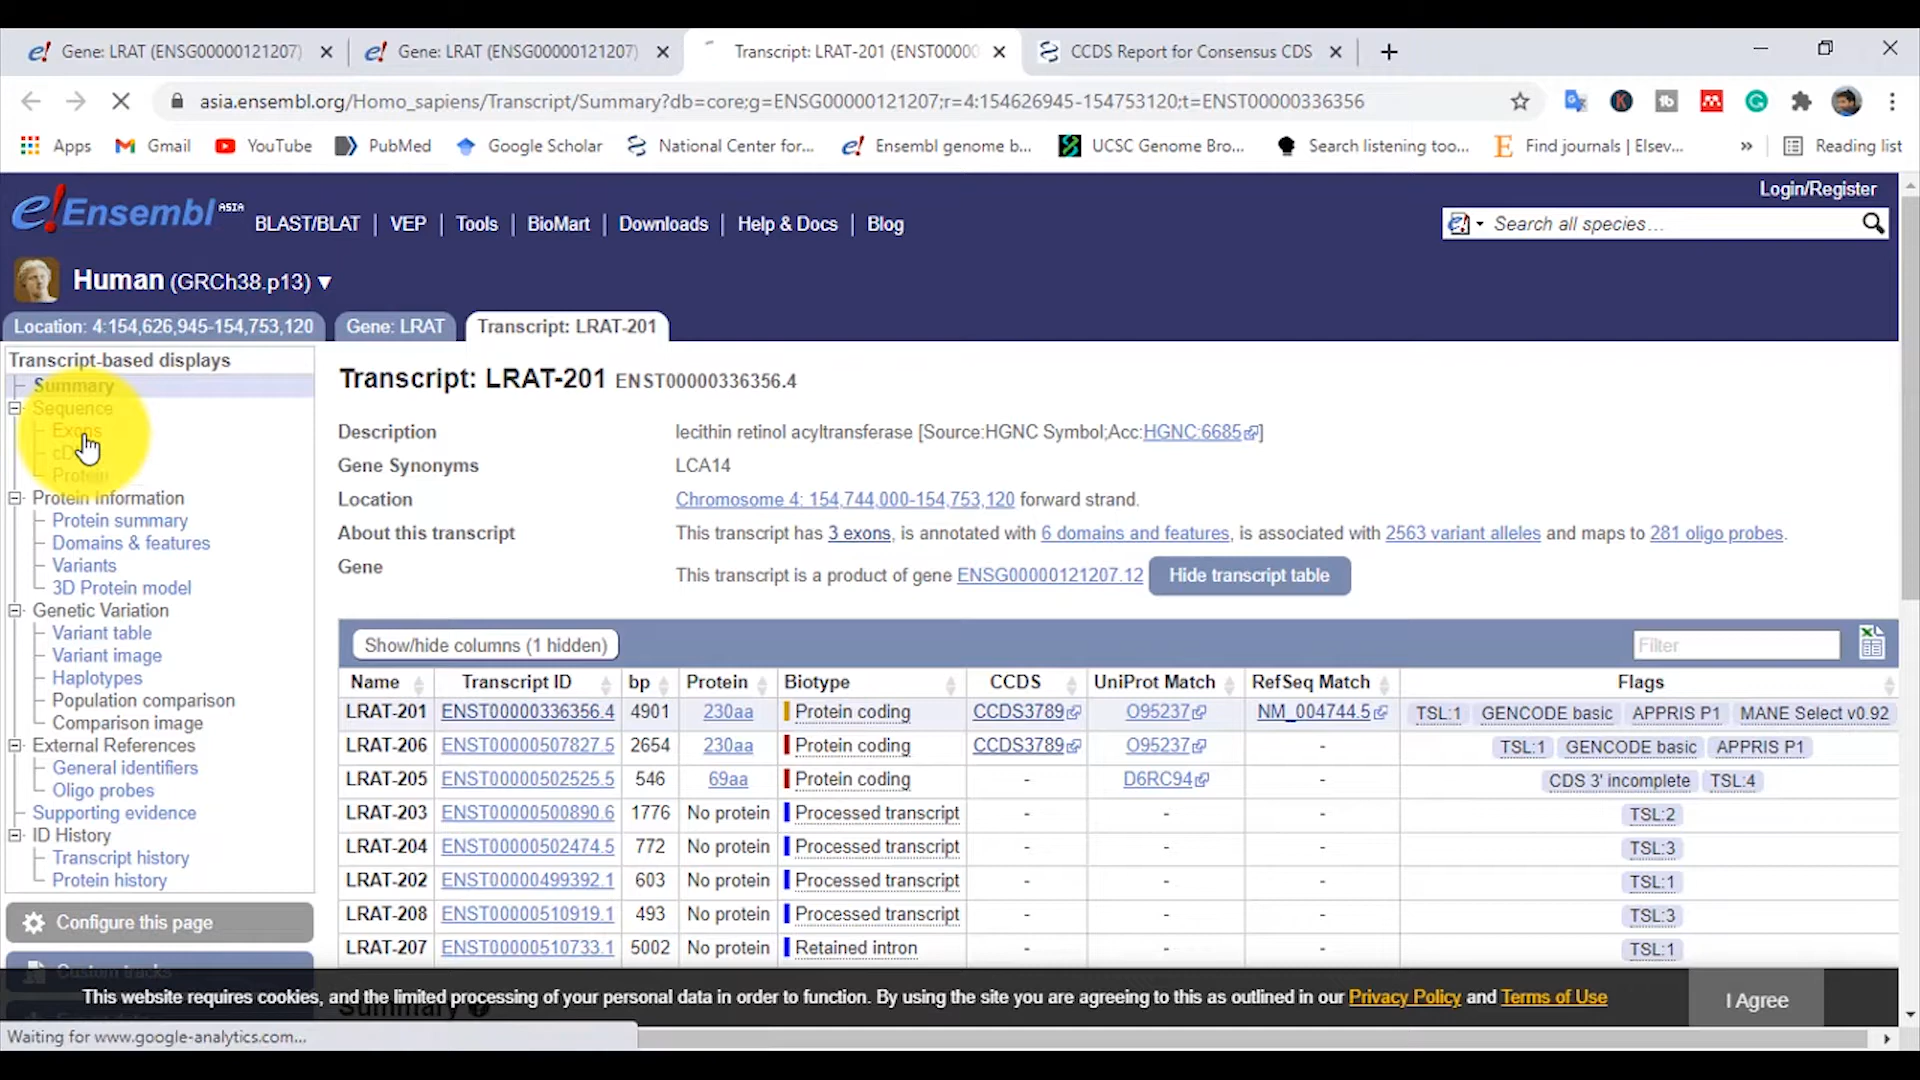 Gene: LRAT (ENSG00000121207)
Gene: LRAT (ENSG00000121207)
Transcript: LRAT-201 (ENST0000
CCDS Report for Consensus CDS
asia.ensembl.org/Homo_sapiens/Transcript/Summary?db=core;g=ENSG00000121207;r=4:154626945-154753120;t=ENST00000336356
Apps Gmail YouTube PubMed Google Scholar National Center for... Ensembl genome b... UCSC Genome Bro... Search listening too... Find journals | Elsev... » Reading list
Login/Register
e!Ensembl ASIA BLAST/BLAT | VEP | Tools | BioMart | Downloads | Help & Docs | Blog
Search all species...
Human (GRCh38.p13) ▼
Location: 4:154,626,945-154,753,120 Gene: LRAT Transcript: LRAT-201
Transcript-based displays
Summary
Sequence
Exons
Protein
Protein Information
Protein summary
Domains & features
Variants
3D Protein model
Genetic Variation
Variant table
Variant image
Haplotypes
Population comparison
Comparison image
External References
General identifiers
Oligo probes
Supporting evidence
ID History
Transcript history
Protein history
Configure this page
Custom tracks
Transcript: LRAT-201 ENST00000336356.4
Description lecithin retinol acyltransferase [Source:HGNC Symbol;Acc:HGNC:6685]
Gene Synonyms LCA14
Location Chromosome 4: 154,744,000-154,753,120 forward strand.
About this transcript This transcript has 3 exons, is annotated with 6 domains and features, is associated with 2563 variant alleles and maps to 281 oligo probes.
Gene This transcript is a product of gene ENSG00000121207.12 Hide transcript table
Show/hide columns (1 hidden) Filter
Name Transcript ID bp Protein Biotype CCDS UniProt Match RefSeq Match Flags
LRAT-201 ENST00000336356.4 4901 230aa Protein coding CCDS3789 O95237 NM_004744.5 TSL:1 GENCODE basic APPRIS P1 MANE Select v0.92
LRAT-206 ENST00000507827.5 2654 230aa Protein coding CCDS3789 O95237 - TSL:1 GENCODE basic APPRIS P1
LRAT-205 ENST00000502525.5 546 69aa Protein coding - D6RC94 - CDS 3' incomplete TSL:4
LRAT-203 ENST00000500890.6 1776 No protein Processed transcript - - - TSL:2
LRAT-204 ENST00000502474.5 772 No protein Processed transcript - - - TSL:3
LRAT-202 ENST00000499392.1 603 No protein Processed transcript - - - TSL:1
LRAT-208 ENST00000510919.1 493 No protein Processed transcript - - - TSL:3
LRAT-207 ENST00000510733.1 5002 No protein Retained intron - - - TSL:1
Summary
This website requires cookies, and the limited processing of your personal data in order to function. By using the site you are agreeing to this as outlined in our Privacy Policy and Terms of Use
I Agree
Waiting for www.google-analytics.com...